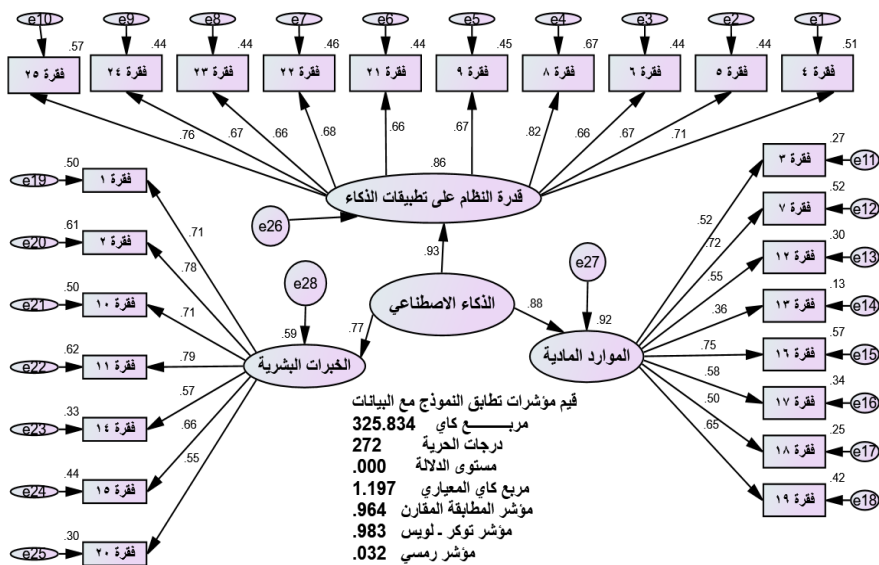 e10 e9 e8 e7 e6 e5 e4 e3 e2 e1
.57 .44 .44 .46 .44 .45 .67 .44 .44 .51
فقرة ٢٥ فقرة ٢٤ فقرة ٢٣ فقرة ٢٢ فقرة ٢١ فقرة ٩ فقرة ٨ فقرة ٦ فقرة ٥ فقرة ٤
.76 .67 .66 .68 .66 .67 .82 .66 .67 .71
.86
قدرة النظام على تطبيقات الذكاء
e26
.93
الذكاء الاصطناعي
.77
.88
e28
.59
الخبرات البشرية
e27
.92
الموارد المادية
e19 .50 فقرة ١ .71
e20 .61 فقرة ٢ .78
e21 .50 فقرة ١٠ .71
e22 .62 فقرة ١١ .79
e23 .33 فقرة ١٤ .57
e24 .44 فقرة ١٥ .66
e25 .30 فقرة ٢٠ .55
.52 فقرة ٣ .27 e11
.72 فقرة ٧ .52 e12
.55 فقرة ١٢ .30 e13
.36 فقرة ١٣ .13 e14
.75 فقرة ١٦ .57 e15
.58 فقرة ١٧ .34 e16
.50 فقرة ١٨ .25 e17
.65 فقرة ١٩ .42 e18
قيم مؤشرات تطابق النموذج مع البيانات
مربع كاي 325.834
درجات الحرية 272
مستوى الدلالة .000
مربع كاي المعياري 1.197
مؤشر المطابقة المقارن .964
مؤشر توكر ـ لويس .983
مؤشر رمسي .032